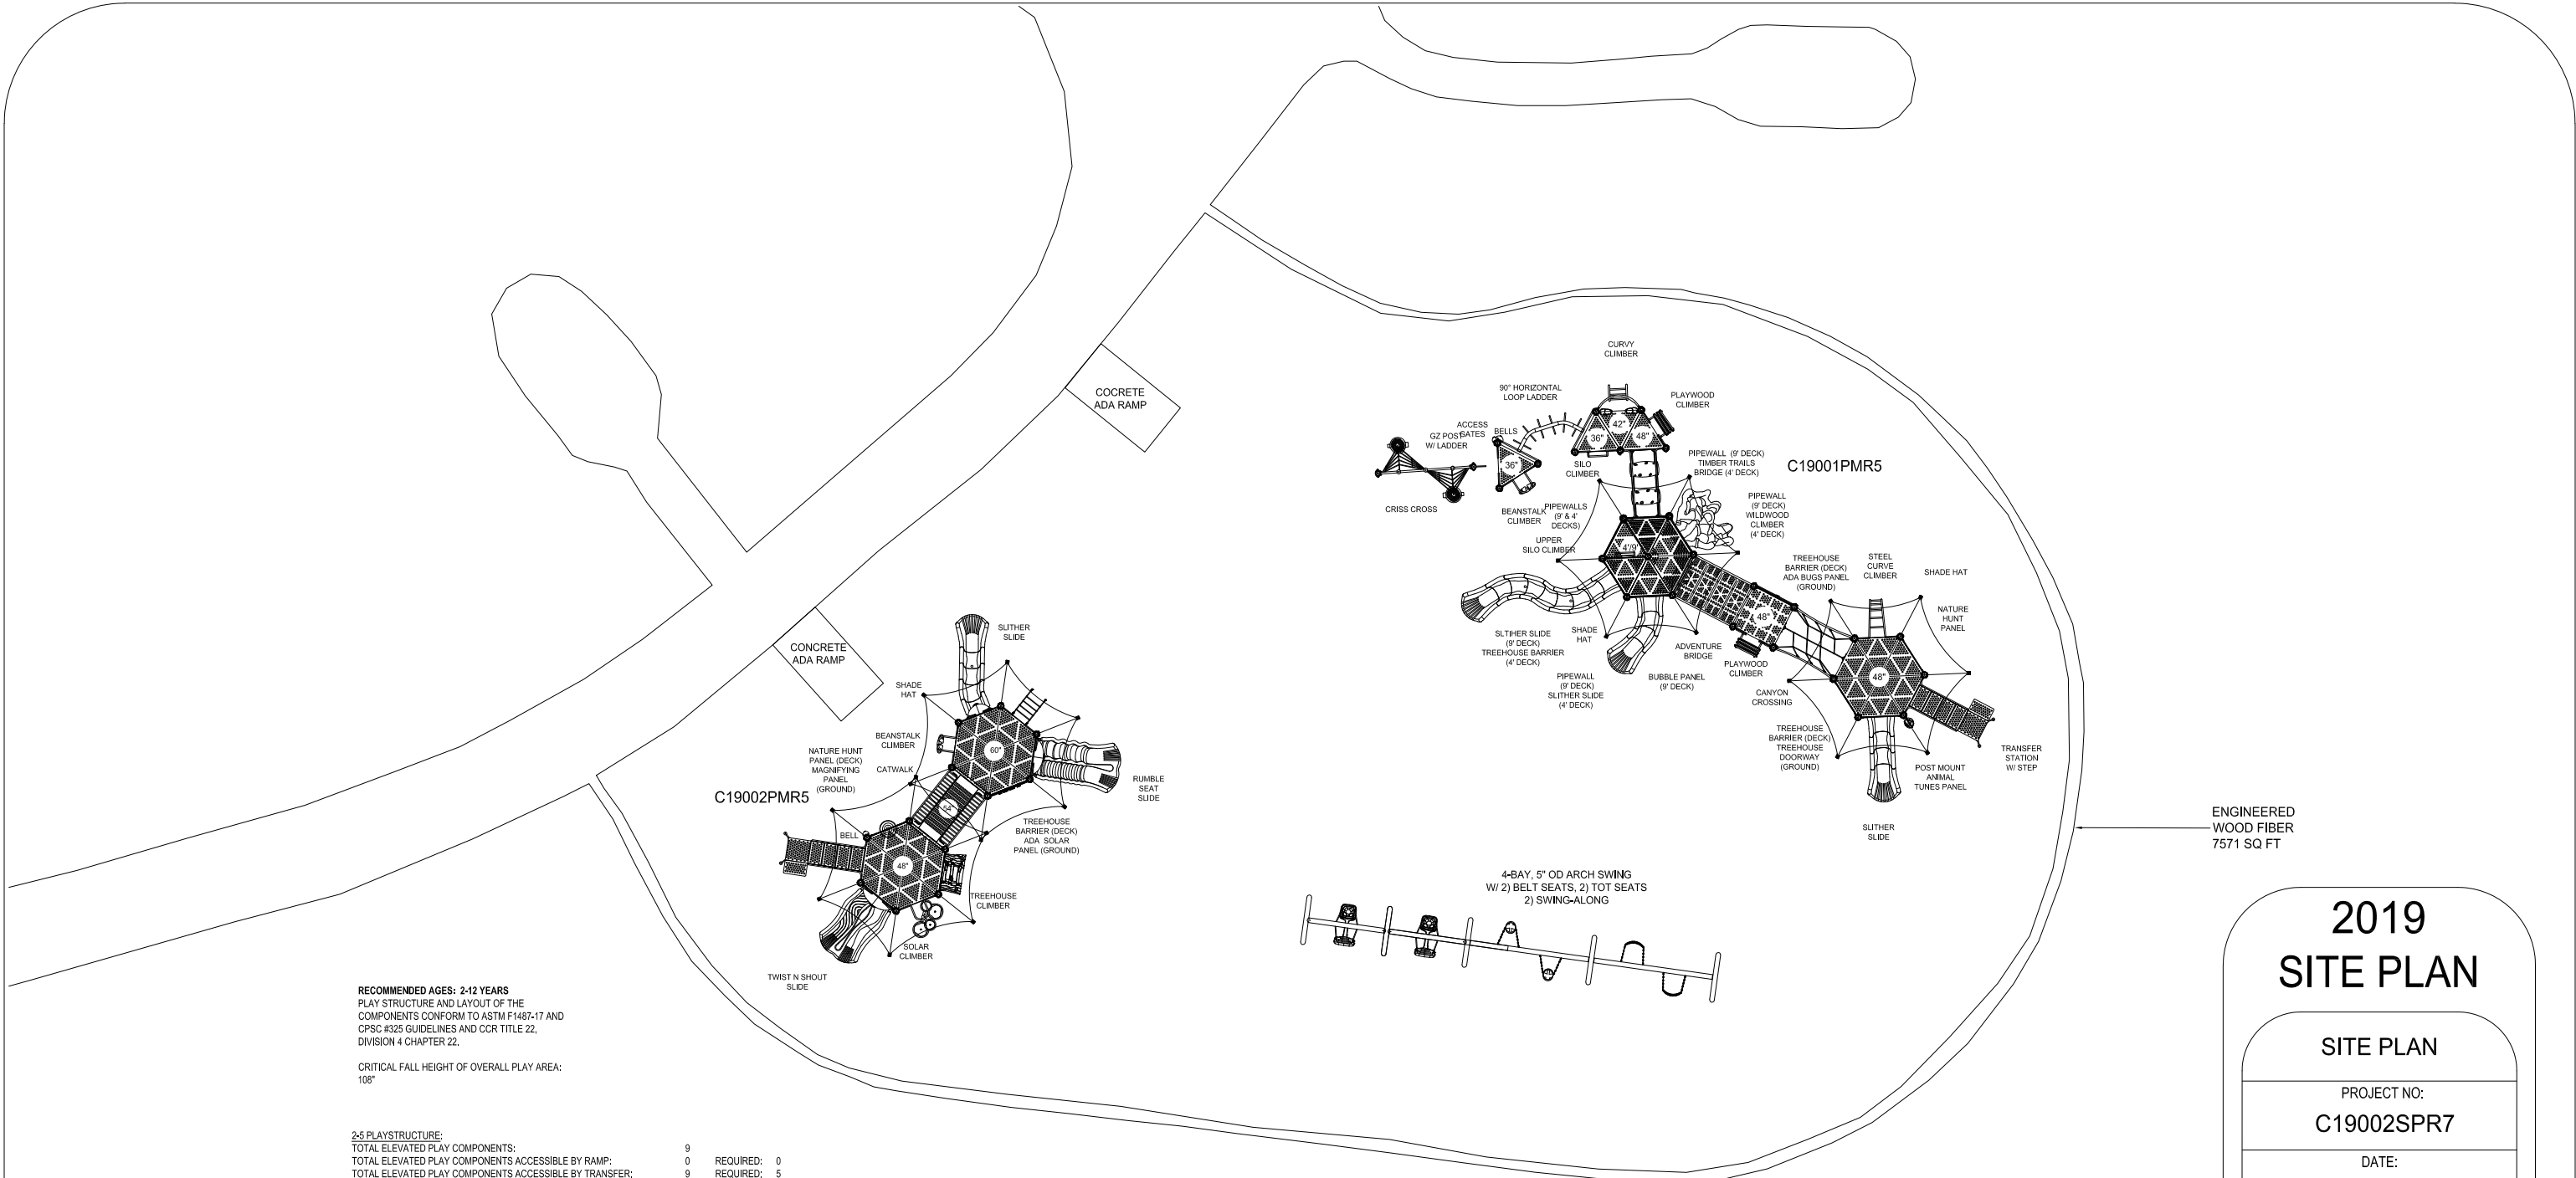 CURVY
CLIMBER
90° HORIZONTAL
LOOP LADDER
PLAYWOOD
CLIMBER
COCRETE
ADA RAMP
ACCESS
GATES
GZ POST
W/ LADDER
BELLS
36"
42"
48"
36"
SILO
CLIMBER
PIPEWALL (9' DECK)
TIMBER TRAILS
BRIDGE (4' DECK)
C19001PMR5
CRISS CROSS
BEANSTALK
CLIMBER
PIPEWALLS
(9' & 4'
DECKS)
PIPEWALL
(9' DECK)
WILDWOOD
CLIMBER
(4' DECK)
UPPER
SILO CLIMBER
4'/9'
TREEHOUSE
BARRIER (DECK)
ADA BUGS PANEL
(GROUND)
STEEL
CURVE
CLIMBER
SHADE HAT
NATURE
HUNT
PANEL
48"
SLTIHER SLIDE
(9' DECK)
TREEHOUSE BARRIER
(4' DECK)
SHADE
HAT
ADVENTURE
BRIDGE
PLAYWOOD
CLIMBER
PIPEWALL
(9' DECK)
SLITHER SLIDE
(4' DECK)
BUBBLE PANEL
(9' DECK)
48"
CANYON
CROSSING
TREEHOUSE
BARRIER (DECK)
TREEHOUSE
DOORWAY
(GROUND)
POST MOUNT
ANIMAL
TUNES PANEL
TRANSFER
STATION
W/ STEP
SLITHER
SLIDE
CONCRETE
ADA RAMP
SLITHER
SLIDE
SHADE
HAT
BEANSTALK
CLIMBER
60"
NATURE HUNT
PANEL (DECK)
MAGNIFYING
PANEL
(GROUND)
CATWALK
RUMBLE
SEAT
SLIDE
C19002PMR5
54"
BELL
TREEHOUSE
BARRIER (DECK)
ADA SOLAR
PANEL (GROUND)
48"
TREEHOUSE
CLIMBER
SOLAR
CLIMBER
TWIST N SHOUT
SLIDE
4-BAY, 5" OD ARCH SWING
W/ 2) BELT SEATS, 2) TOT SEATS
2) SWING-ALONG
ENGINEERED
WOOD FIBER
7571 SQ FT
RECOMMENDED AGES: 2-12 YEARS
PLAY STRUCTURE AND LAYOUT OF THE
COMPONENTS CONFORM TO ASTM F1487-17 AND
CPSC #325 GUIDELINES AND CCR TITLE 22,
DIVISION 4 CHAPTER 22.
CRITICAL FALL HEIGHT OF OVERALL PLAY AREA:
108"
2-5 PLAYSTRUCTURE:
TOTAL ELEVATED PLAY COMPONENTS: 9
TOTAL ELEVATED PLAY COMPONENTS ACCESSIBLE BY RAMP: 0 REQUIRED: 0
TOTAL ELEVATED PLAY COMPONENTS ACCESSIBLE BY TRANSFER: 9 REQUIRED: 5
2019
SITE PLAN
SITE PLAN
PROJECT NO:
C19002SPR7
DATE: